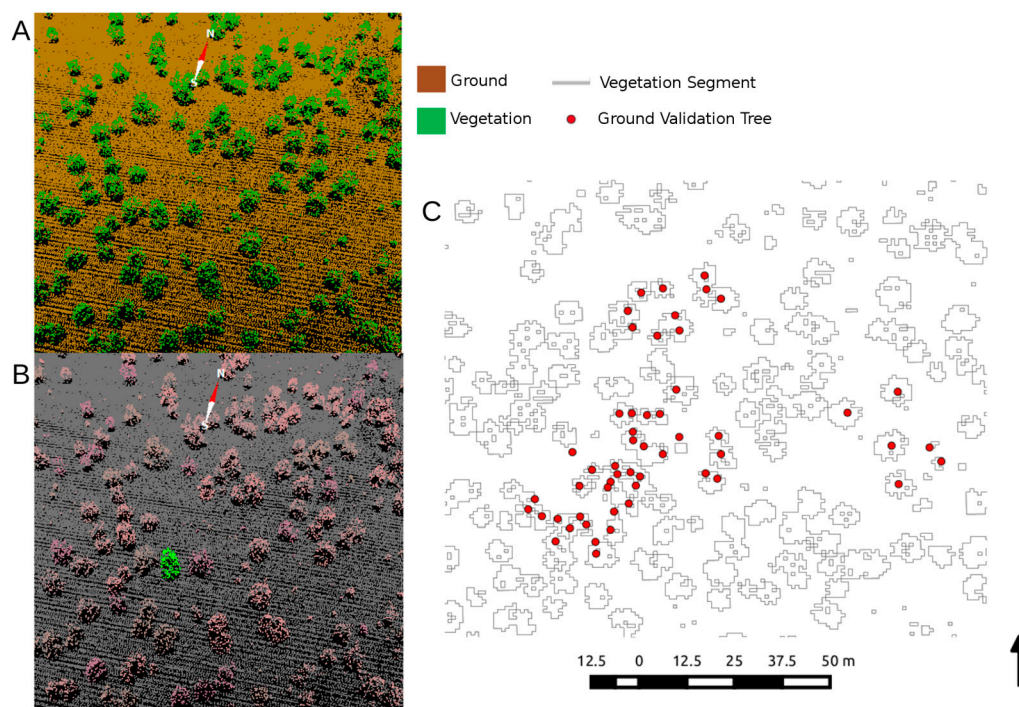 A
N
S
Ground
Vegetation Segment
Vegetation
Ground Validation Tree
C
B
N
S
12.5 0 12.5 25 37.5 50 m